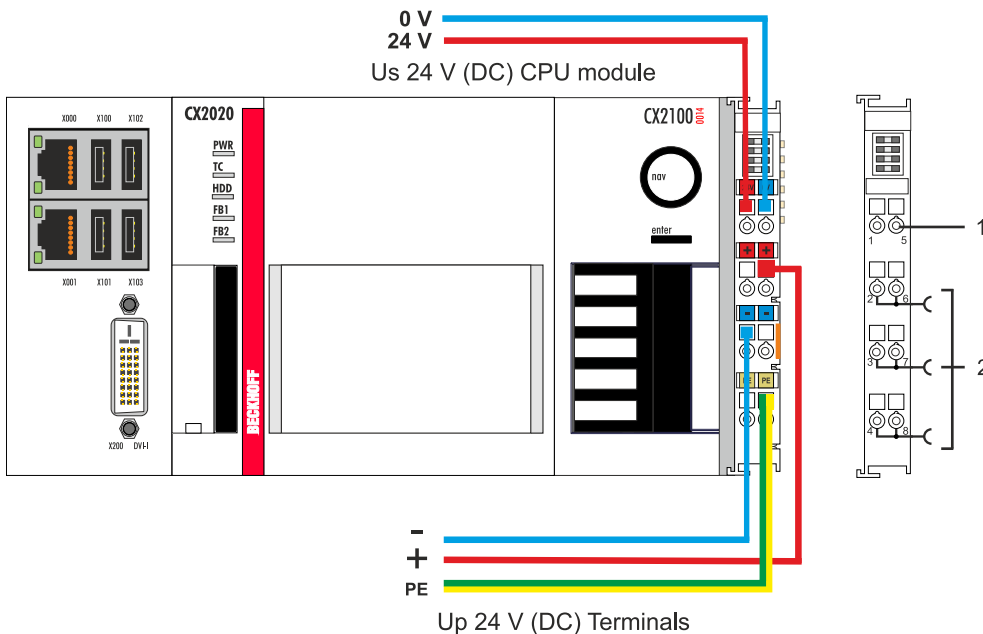 0 V
24 V
Us 24 V (DC) CPU module
X000 X100 X102
CX2020
PWR
TC
HDD
FB1
FB2
CX2100 0014
nav
enter
+ +
- -
PE PE
X001 X101 X103
X200 DVI-I
BECKHOFF
1 5
1
2 6
3 7
2
4 8
-
+
PE
Up 24 V (DC) Terminals